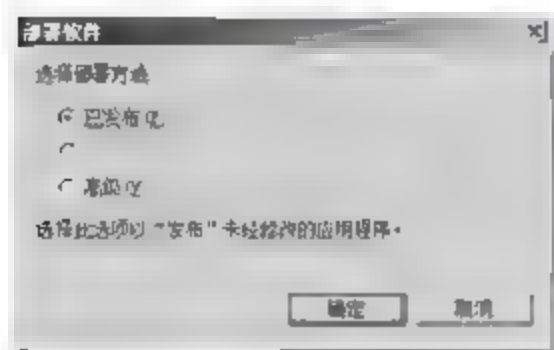 部署软件
选择部署方法
已发布
高级
选择此选项以“发布”未经修改的应用程序。
确定
取消